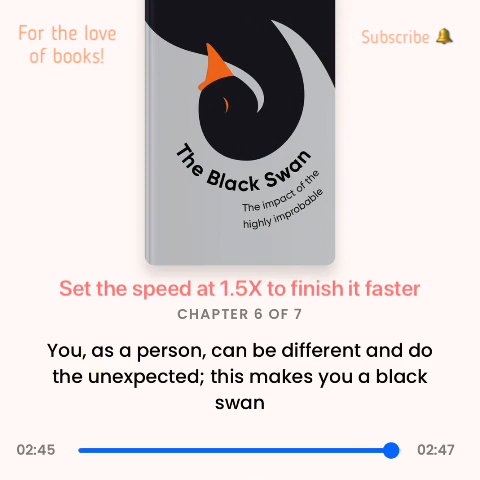 For the love
of books!
Subscribe 🔔
The Black Swan
The impact of the
highly improbable
Set the speed at 1.5X to finish it faster
CHAPTER 6 OF 7
You, as a person, can be different and do
the unexpected; this makes you a black
swan
02:45
02:47